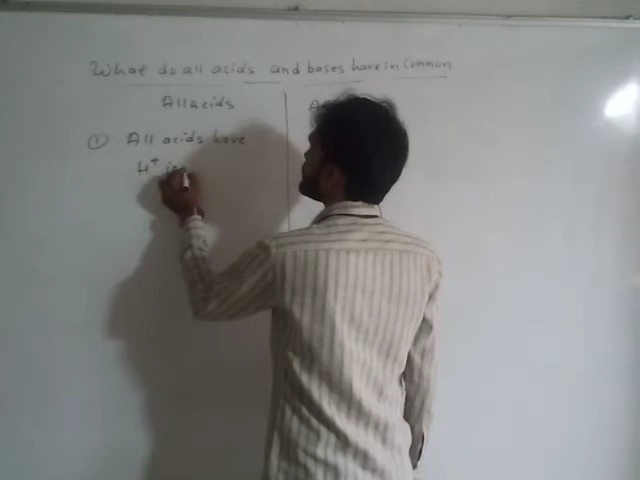 What do all acids and bases have in Common
All Acids
① All acids have
H⁺